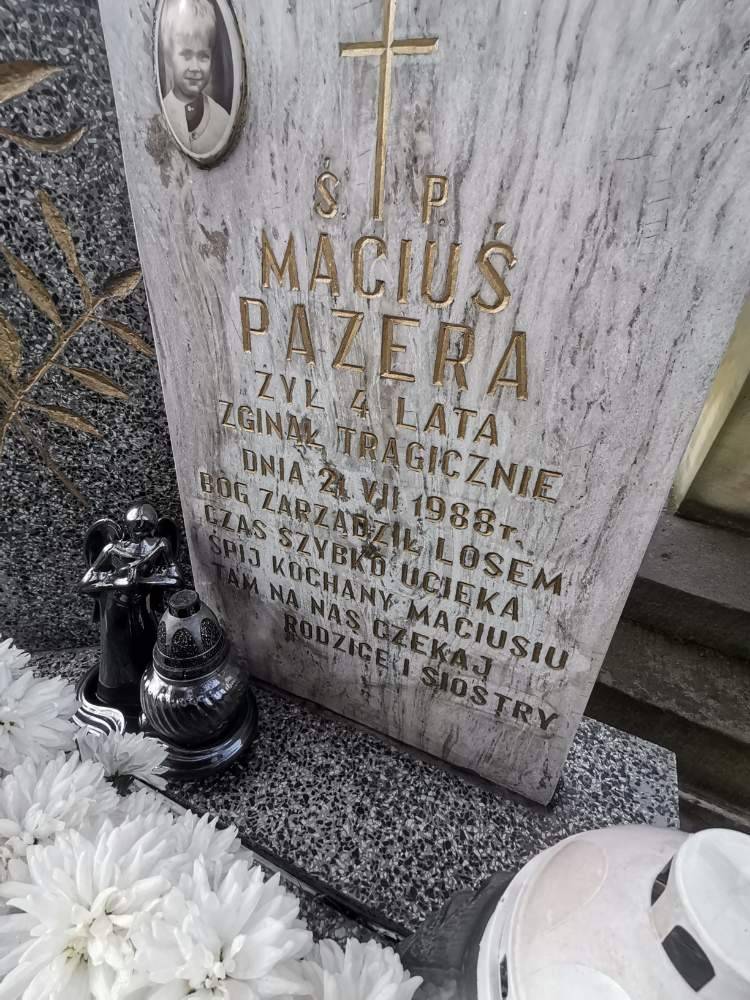 Ś. P.
MACIUŚ
PAZERA
ŻYŁ 4 LATA
ZGINĄŁ TRAGICZNIE
DNIA 21 VII 1988 r.
BÓG ZARZĄDZIŁ LOSEM
CZAS SZYBKO UCIEKA
ŚPIJ KOCHANY MACIUSIU
TAM NA NAS CZEKAJ
RODZICE I SIOSTRY